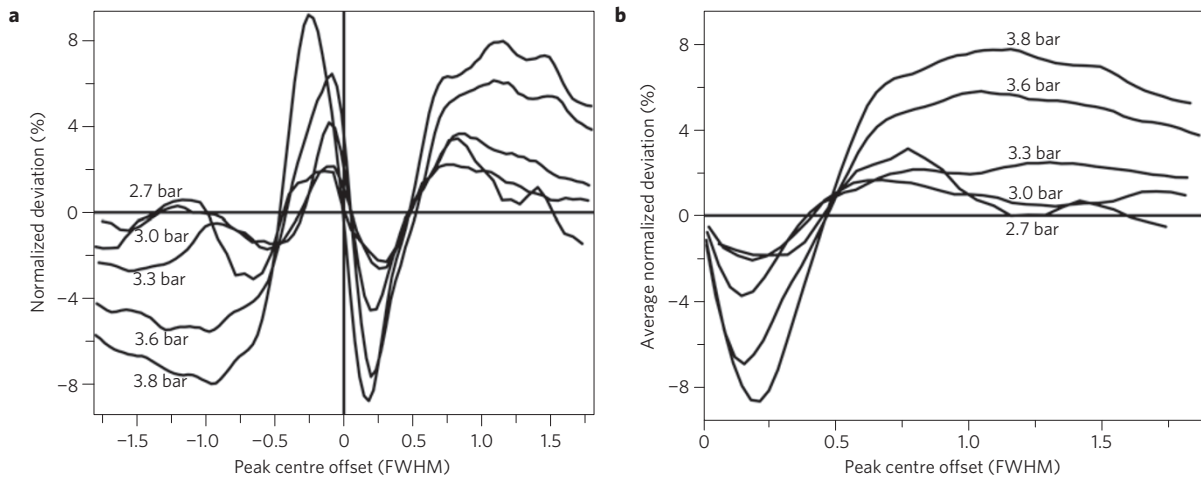 a
Normalized deviation (%)
8
4
0
−4
−8
2.7 bar
3.0 bar
3.3 bar
3.6 bar
3.8 bar
−1.5
−1.0
−0.5
0
0.5
1.0
1.5
Peak centre offset (FWHM)
b
Average normalized deviation (%)
8
4
0
−4
−8
3.8 bar
3.6 bar
3.3 bar
3.0 bar
2.7 bar
0
0.5
1.0
1.5
Peak centre offset (FWHM)